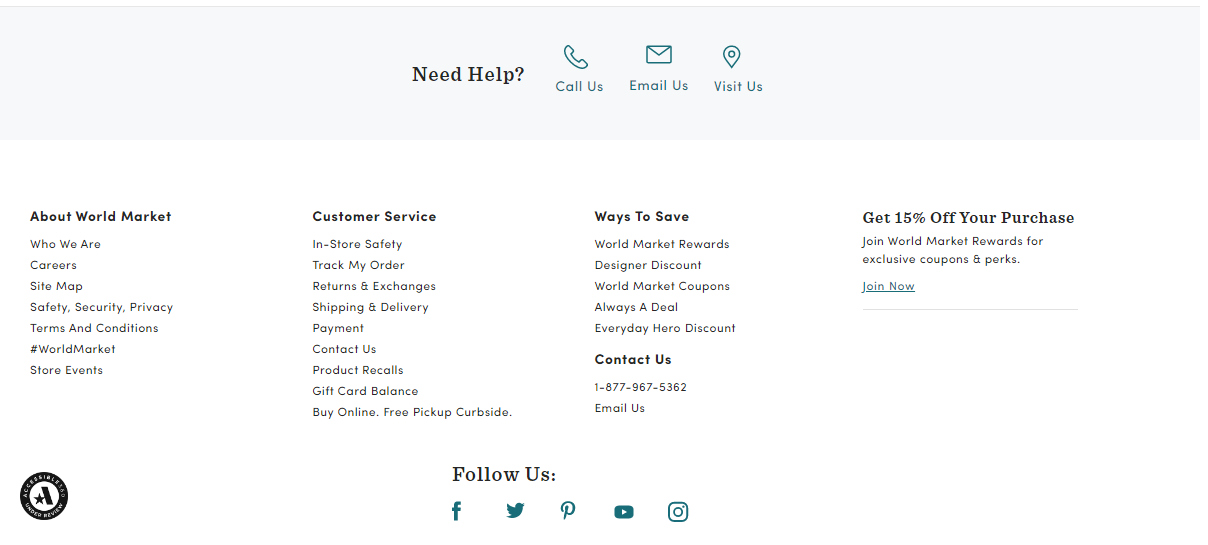 Need Help?
Call Us
Email Us
Visit Us
About World Market
Who We Are
Careers
Site Map
Safety, Security, Privacy
Terms And Conditions
#WorldMarket
Store Events
Customer Service
In-Store Safety
Track My Order
Returns & Exchanges
Shipping & Delivery
Payment
Contact Us
Product Recalls
Gift Card Balance
Buy Online. Free Pickup Curbside.
Ways To Save
World Market Rewards
Designer Discount
World Market Coupons
Always A Deal
Everyday Hero Discount
Contact Us
1-877-967-5362
Email Us
Get 15% Off Your Purchase
Join World Market Rewards for
exclusive coupons & perks.
Join Now
ACCESSIBLE360
UNDER REVIEW
Follow Us: